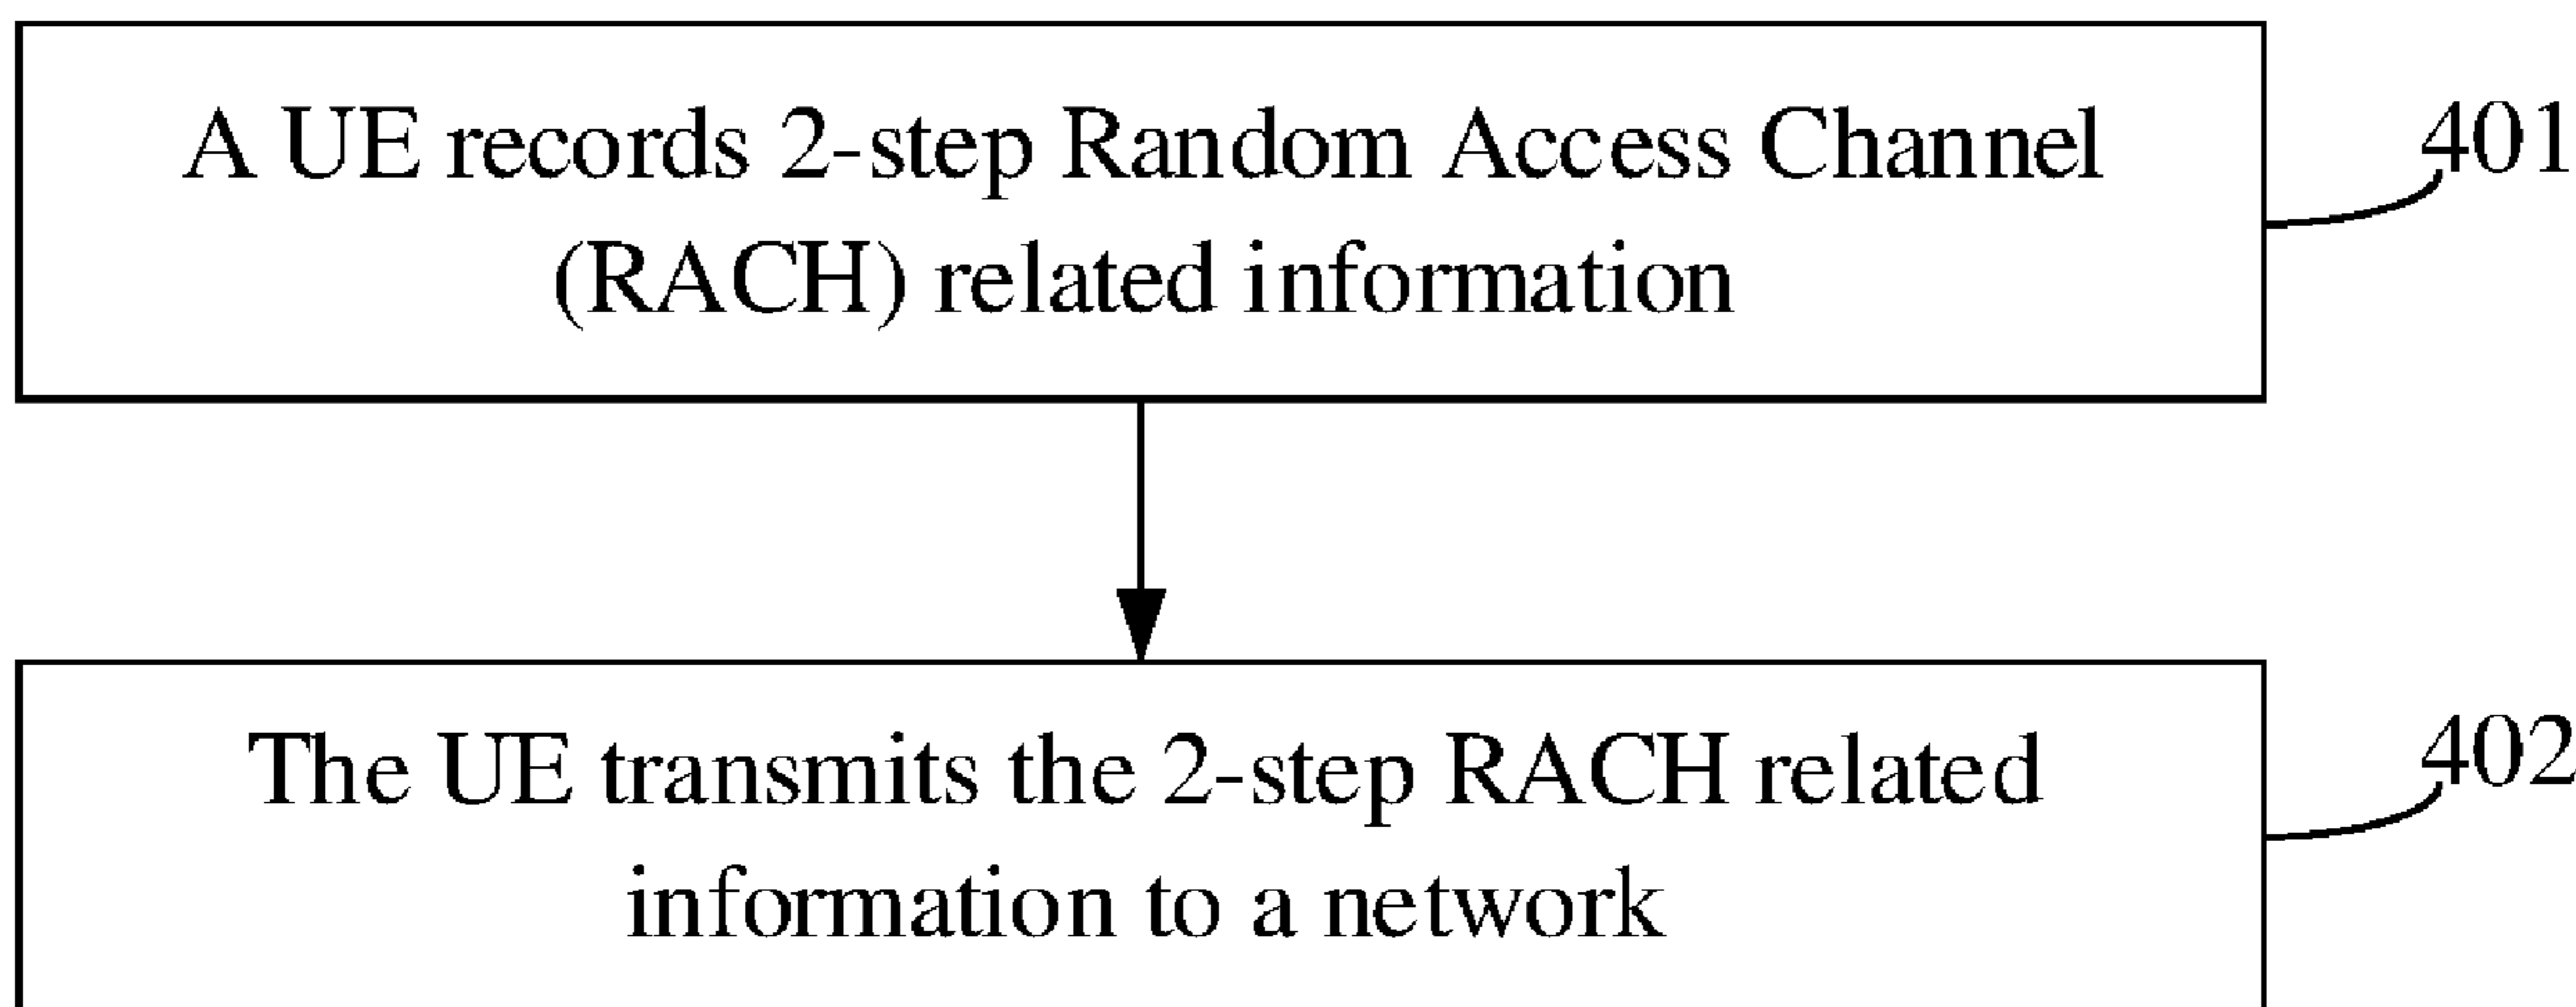 A UE records 2-step Random Access Channel
(RACH) related information
401
The UE transmits the 2-step RACH related
information to a network
402